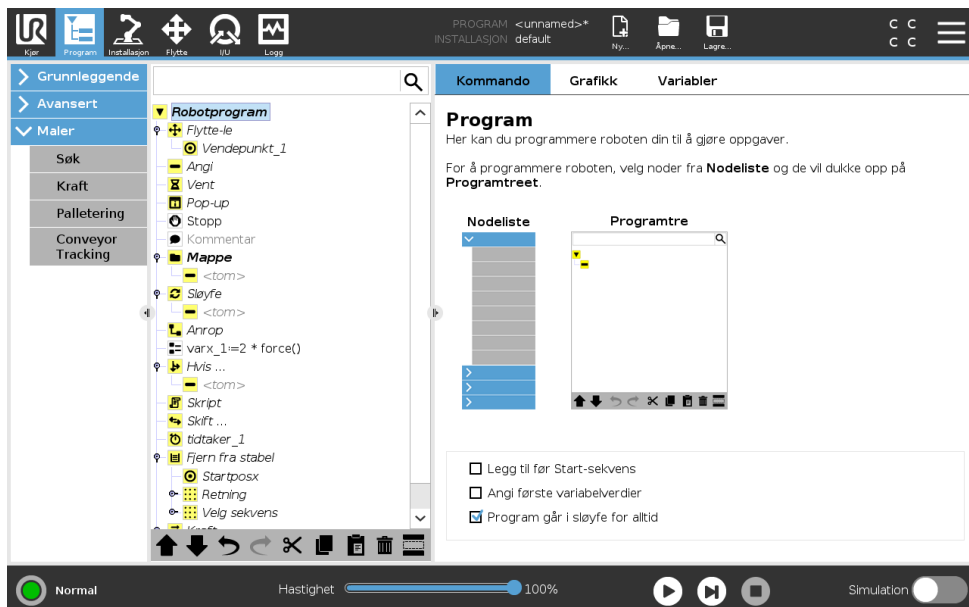 UR
PROGRAM <unnamed>*
INSTALLASJON default
Kjør
Program
Installasjon
Flytte
I/U
Logg
Ny...
Åpne...
Lagre...
C C
C C
Grunnleggende
Avansert
Maler
Søk
Kraft
Palletering
Conveyor
Tracking
Robotprogram
Flytte-le
Vendepunkt_1
Angi
Vent
Pop-up
Stopp
Kommentar
Mappe
<tom>
Sløyfe
<tom>
Anrop
varx_1:=2 * force()
Hvis ...
<tom>
Skript
Skift ...
tidtaker_1
Fjern fra stabel
Startposx
Retning
Velg sekvens
Kraft
Kommando
Grafikk
Variabler
Program
Her kan du programmere roboten din til å gjøre oppgaver.
For å programmere roboten, velg noder fra Nodeliste og de vil dukke opp på
Programtreet.
Nodeliste
Programtre
Legg til før Start-sekvens
Angi første variabelverdier
Program går i sløyfe for alltid
Normal
Hastighet
100%
Simulation